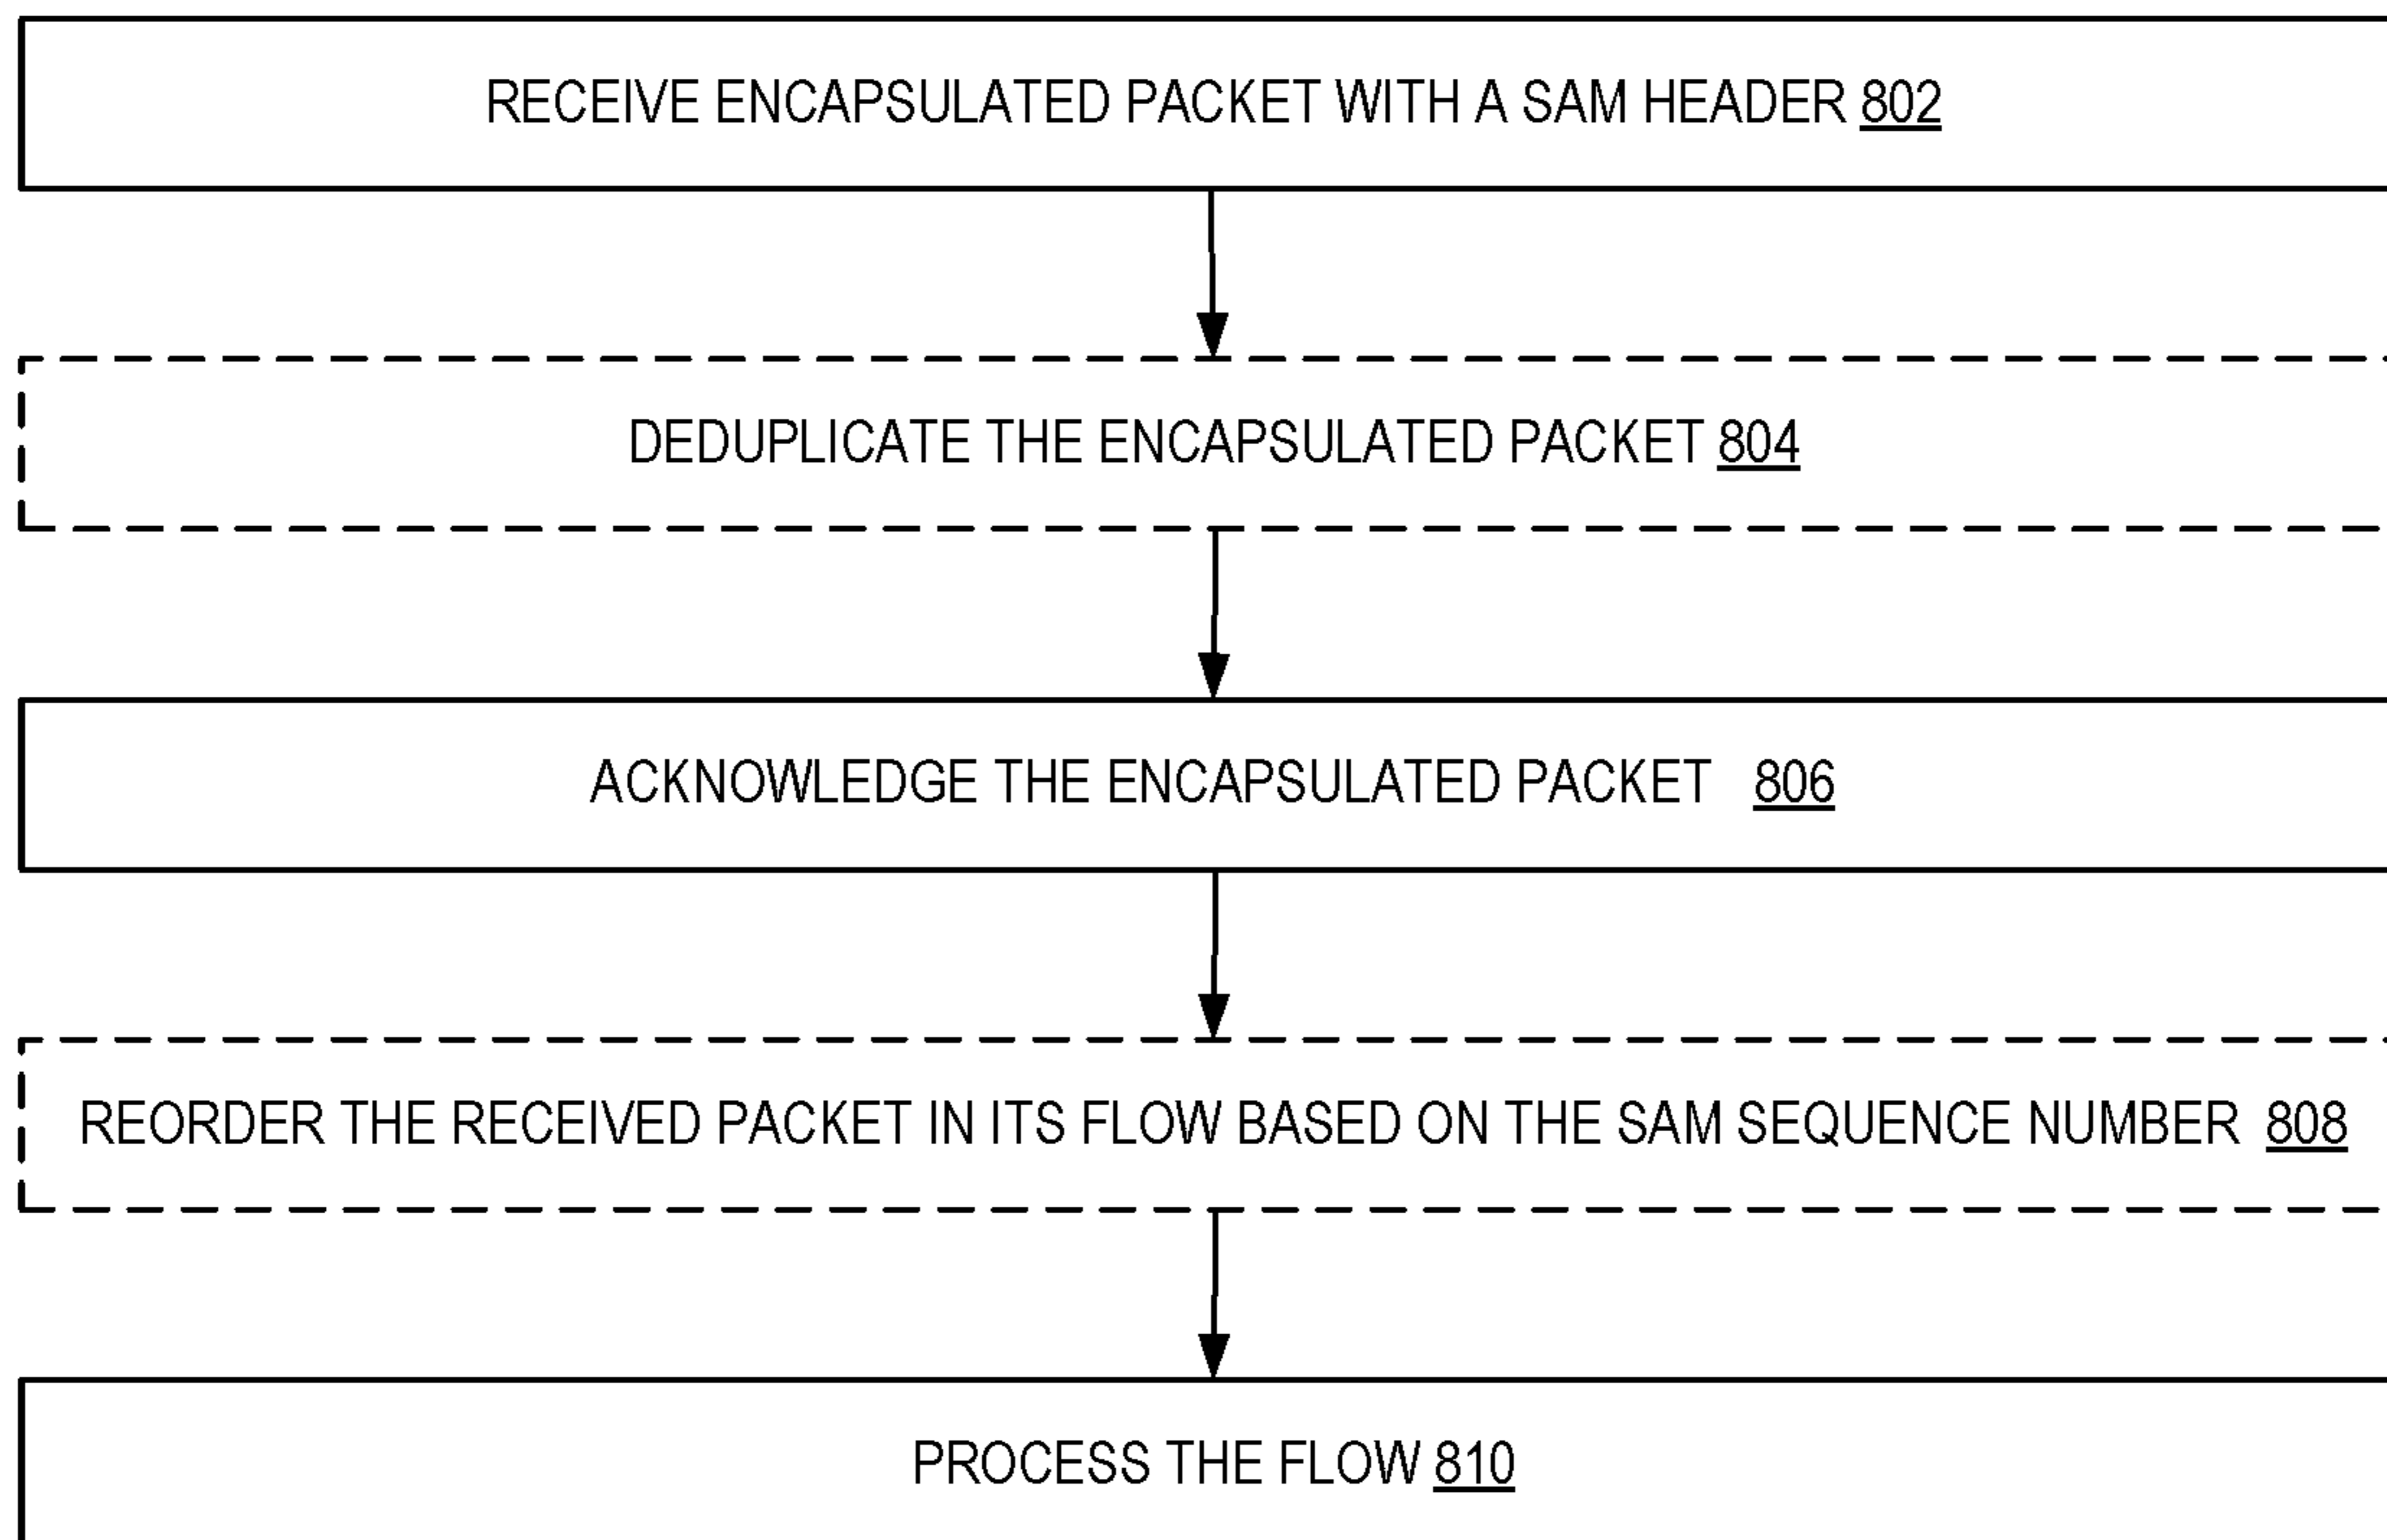 RECEIVE ENCAPSULATED PACKET WITH A SAM HEADER 802
DEDUPLICATE THE ENCAPSULATED PACKET 804
ACKNOWLEDGE THE ENCAPSULATED PACKET 806
REORDER THE RECEIVED PACKET IN ITS FLOW BASED ON THE SAM SEQUENCE NUMBER 808
PROCESS THE FLOW 810